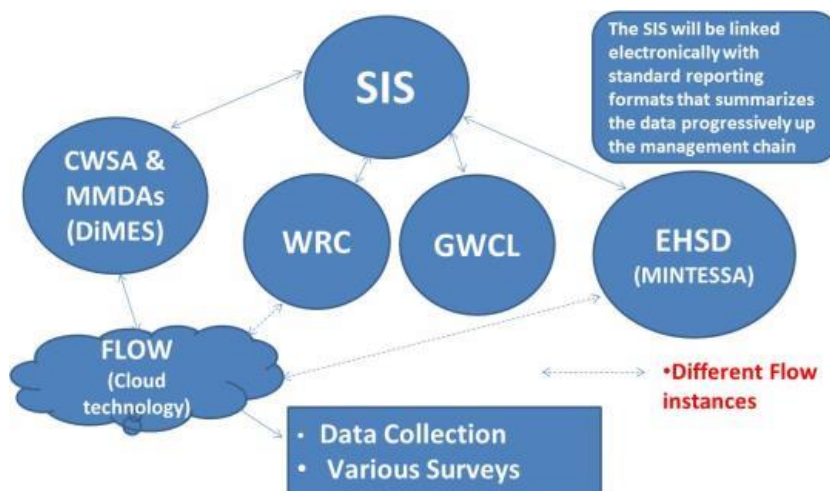 SIS
The SIS will be linked
electronically with
standard reporting
formats that summarizes
the data progressively up
the management chain
CWSA &
MMDAs
(DiMES)
WRC
GWCL
EHSD
(MINTESSA)
FLOW
(Cloud
technology)
•Different Flow
instances
• Data Collection
• Various Surveys